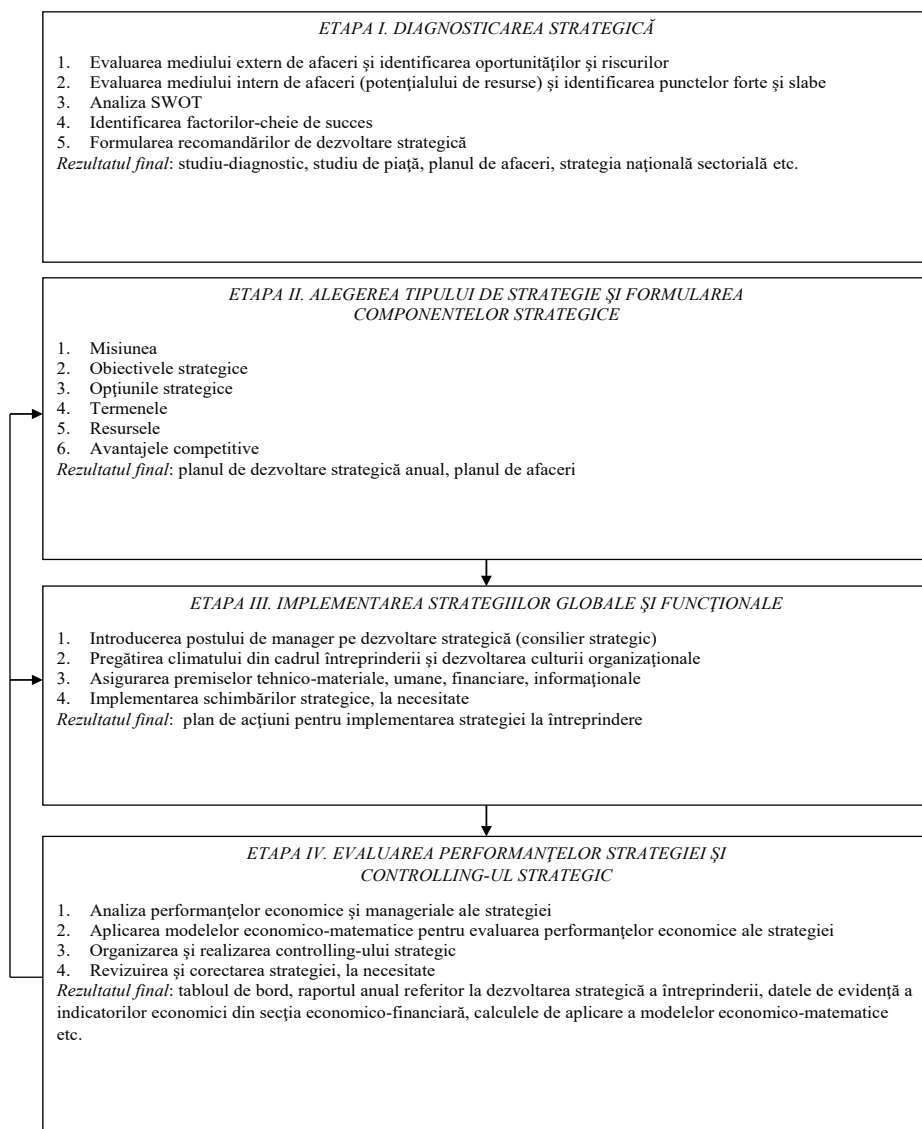 ETAPA I. DIAGNOSTICAREA STRATEGICĂ
1. Evaluarea mediului extern de afaceri şi identificarea oportunităţilor şi riscurilor
2. Evaluarea mediului intern de afaceri (potenţialului de resurse) şi identificarea punctelor forte şi slabe
3. Analiza SWOT
4. Identificarea factorilor-cheie de succes
5. Formularea recomandărilor de dezvoltare strategică
Rezultatul final: studiu-diagnostic, studiu de piaţă, planul de afaceri, strategia naţională sectorială etc.
ETAPA II. ALEGEREA TIPULUI DE STRATEGIE ŞI FORMULAREA
COMPONENTELOR STRATEGICE
1. Misiunea
2. Obiectivele strategice
3. Opţiunile strategice
4. Termenele
5. Resursele
6. Avantajele competitive
Rezultatul final: planul de dezvoltare strategică anual, planul de afaceri
ETAPA III. IMPLEMENTAREA STRATEGIILOR GLOBALE ŞI FUNCŢIONALE
1. Introducerea postului de manager pe dezvoltare strategică (consilier strategic)
2. Pregătirea climatului din cadrul întreprinderii şi dezvoltarea culturii organizaţionale
3. Asigurarea premiselor tehnico-materiale, umane, financiare, informaţionale
4. Implementarea schimbărilor strategice, la necesitate
Rezultatul final: plan de acţiuni pentru implementarea strategiei la întreprindere
ETAPA IV. EVALUAREA PERFORMANŢELOR STRATEGIEI ŞI
CONTROLLING-UL STRATEGIC
1. Analiza performanţelor economice şi manageriale ale strategiei
2. Aplicarea modelelor economico-matematice pentru evaluarea performanţelor economice ale strategiei
3. Organizarea şi realizarea controlling-ului strategic
4. Revizuirea şi corectarea strategiei, la necesitate
Rezultatul final: tabloul de bord, raportul anual referitor la dezvoltarea strategică a întreprinderii, datele de evidenţă a
indicatorilor economici din secţia economico-financiară, calculele de aplicare a modelelor economico-matematice
etc.